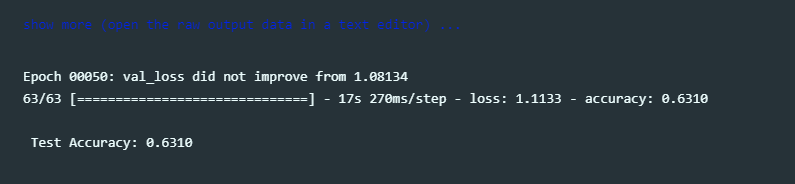 show more (open the raw output data in a text editor) ...
Epoch 00050: val_loss did not improve from 1.08134
63/63 [==============================] - 17s 270ms/step - loss: 1.1133 - accuracy: 0.6310
Test Accuracy: 0.6310